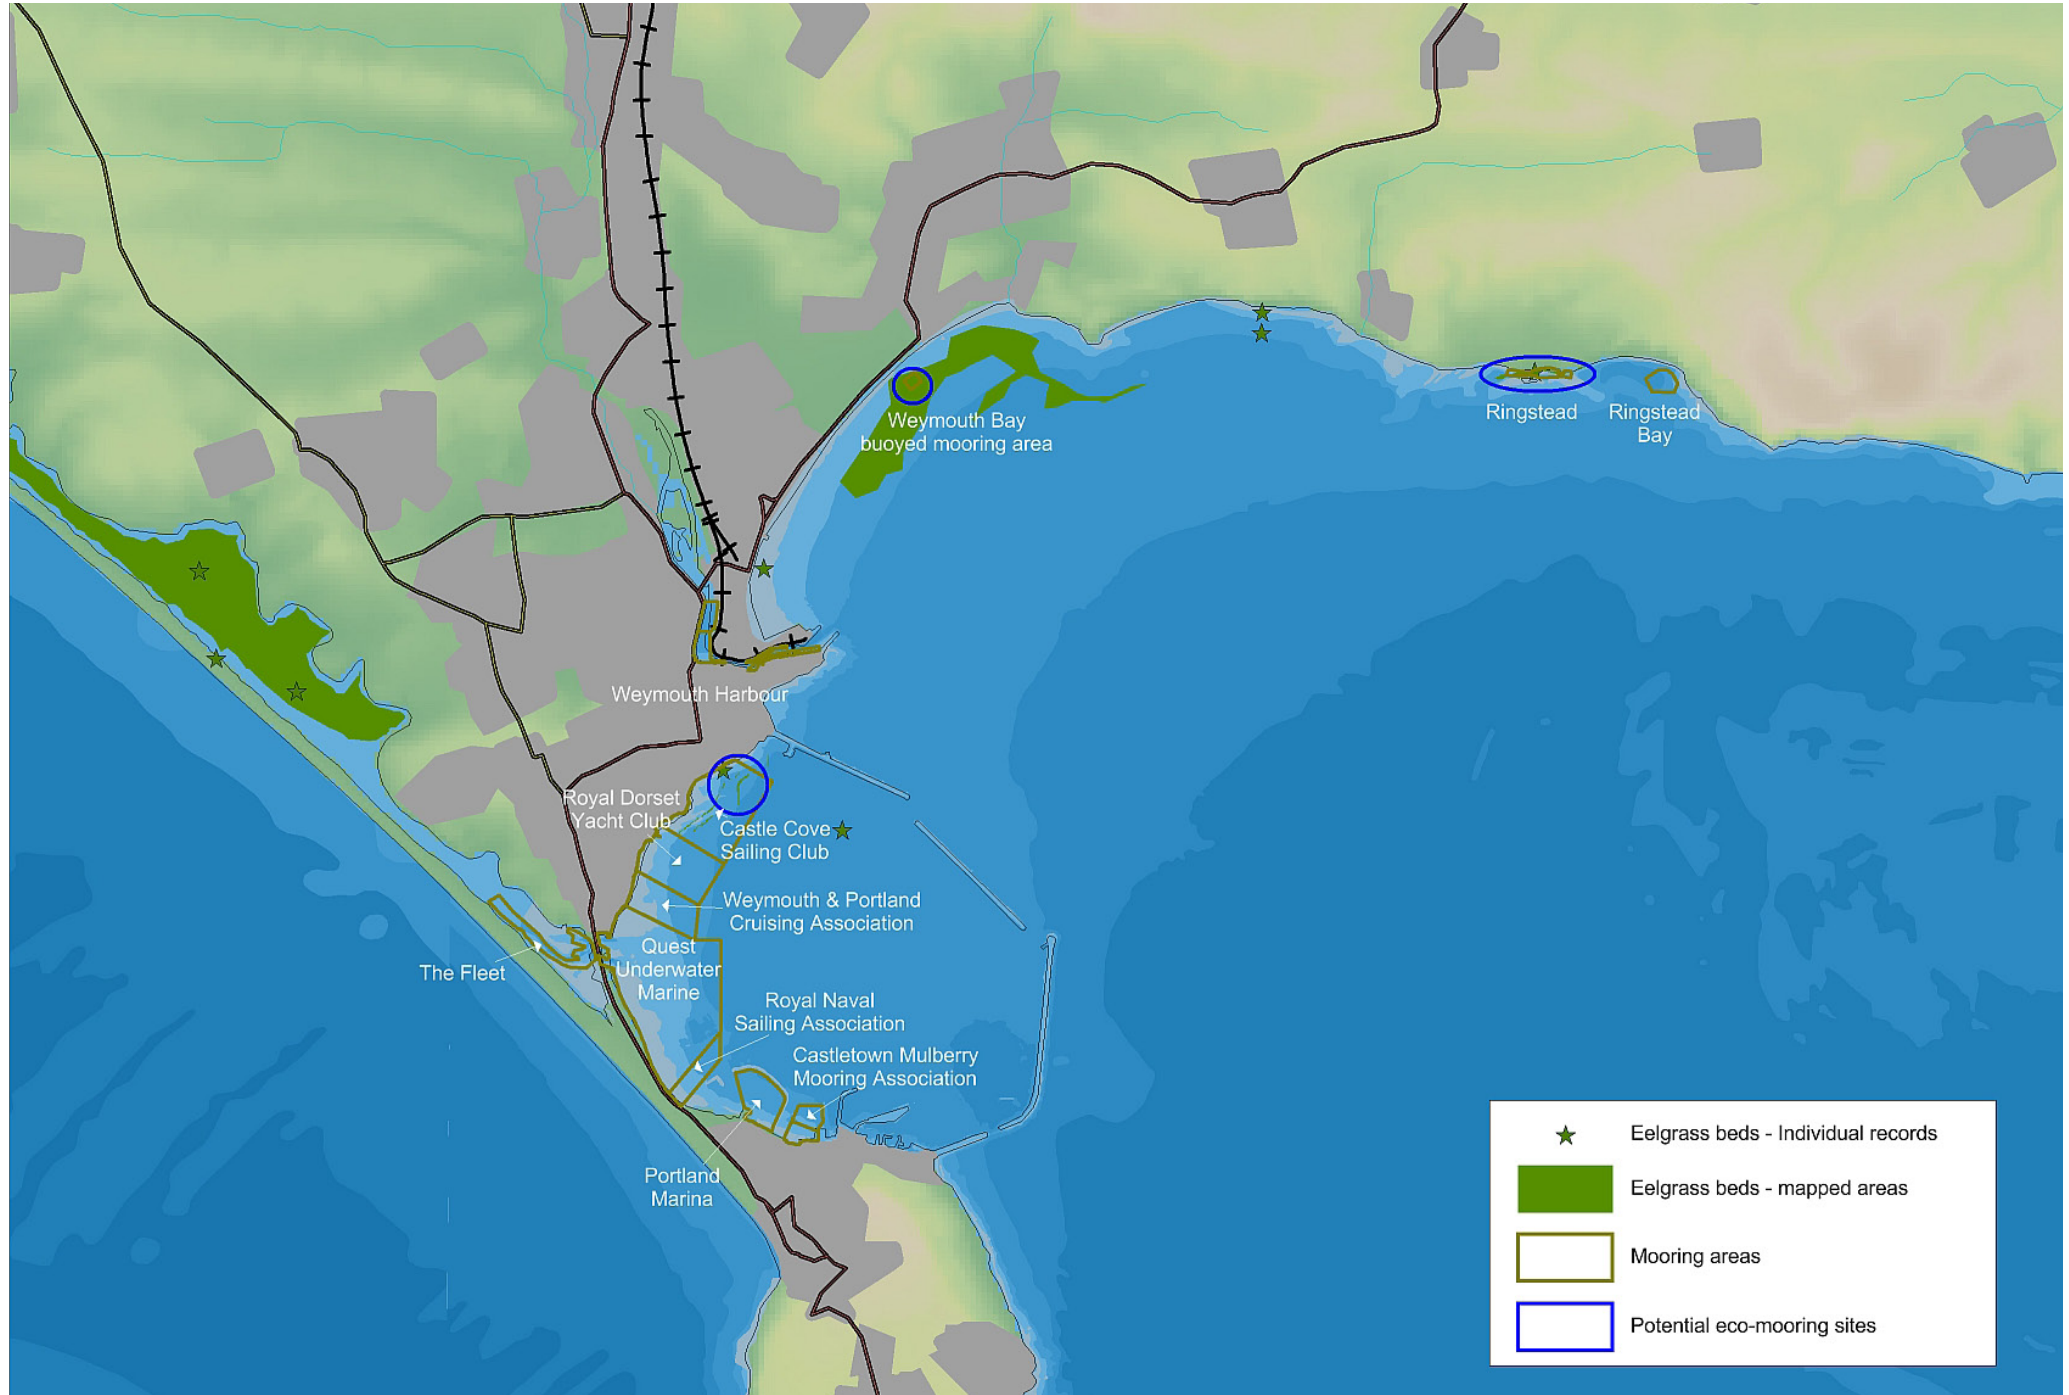 Weymouth Bay
buoyed mooring area
Ringstead
Ringstead
Bay
Weymouth Harbour
Royal Dorset
Yacht Club
Castle Cove
Sailing Club
Weymouth & Portland
Cruising Association
Quest
Underwater
Marine
The Fleet
Royal Naval
Sailing Association
Castletown Mulberry
Mooring Association
Portland
Marina
Eelgrass beds - Individual records
Eelgrass beds - mapped areas
Mooring areas
Potential eco-mooring sites